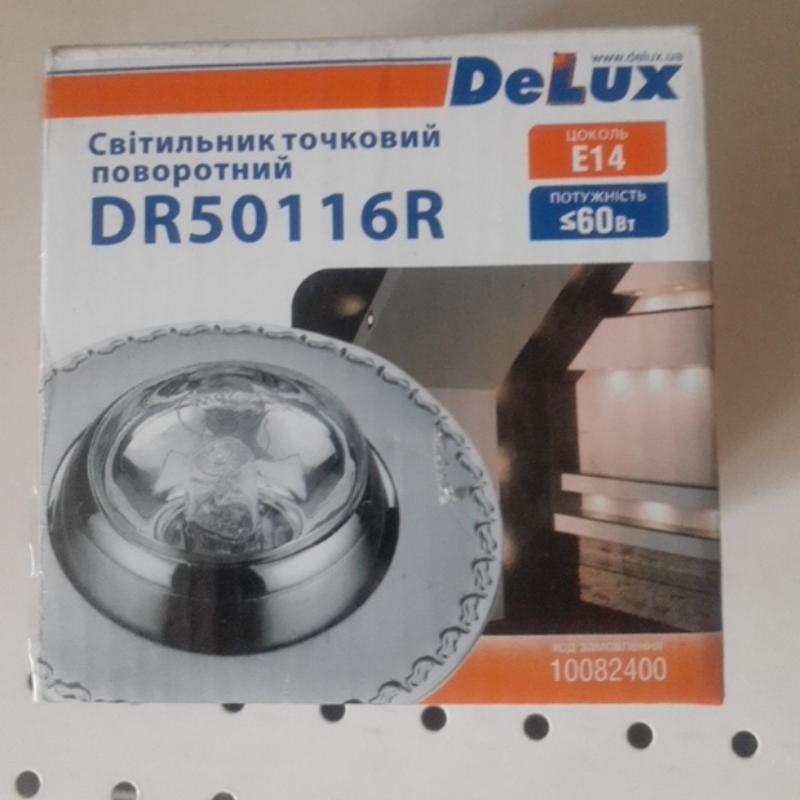 www.delux.ua
DeLux
Світильник точковий
поворотний
DR50116R
ЦОКОЛЬ
E14
ПОТУЖНІСТЬ
≤60Вт
код замовлення
10082400